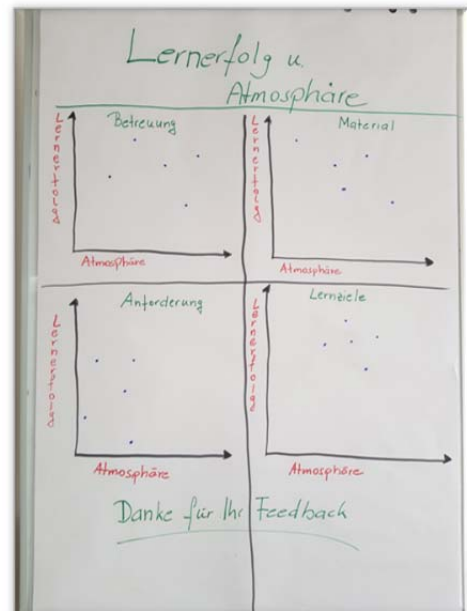 Lernerfolg u.
Atmosphäre
Betreuung
Lernerfolg
Atmosphäre
Material
Lernerfolg
Atmosphäre
Anforderung
Lernerfolg
Atmosphäre
Lernziele
Lernerfolg
Atmosphäre
Danke für Ihr Feedback